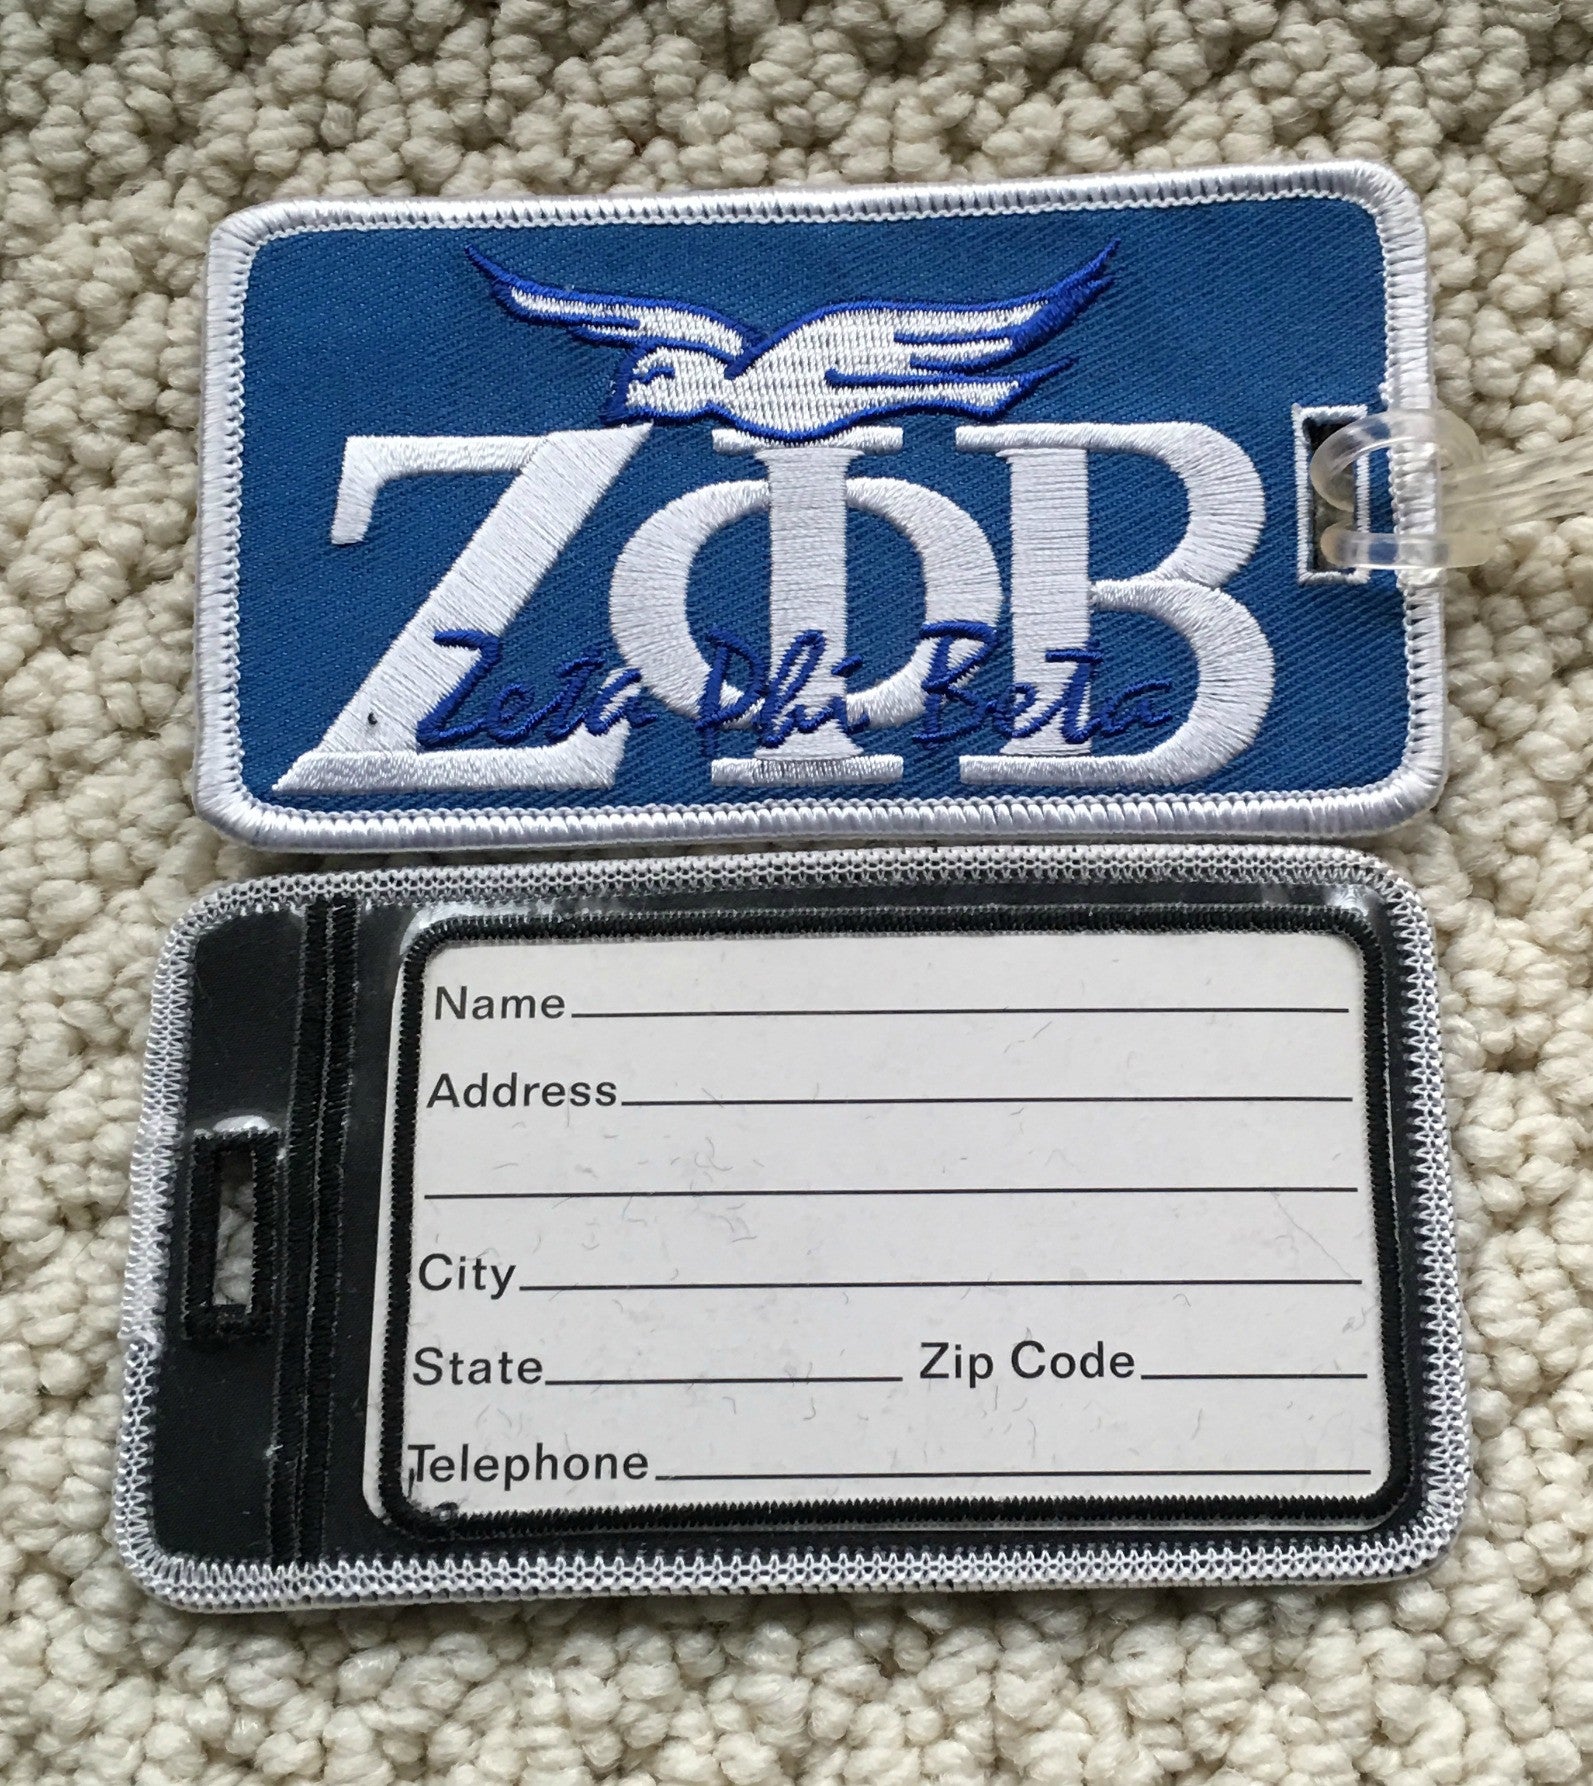 ΖΦΒ
Zeta Phi Beta
Name
Address
City
State Zip Code
Telephone